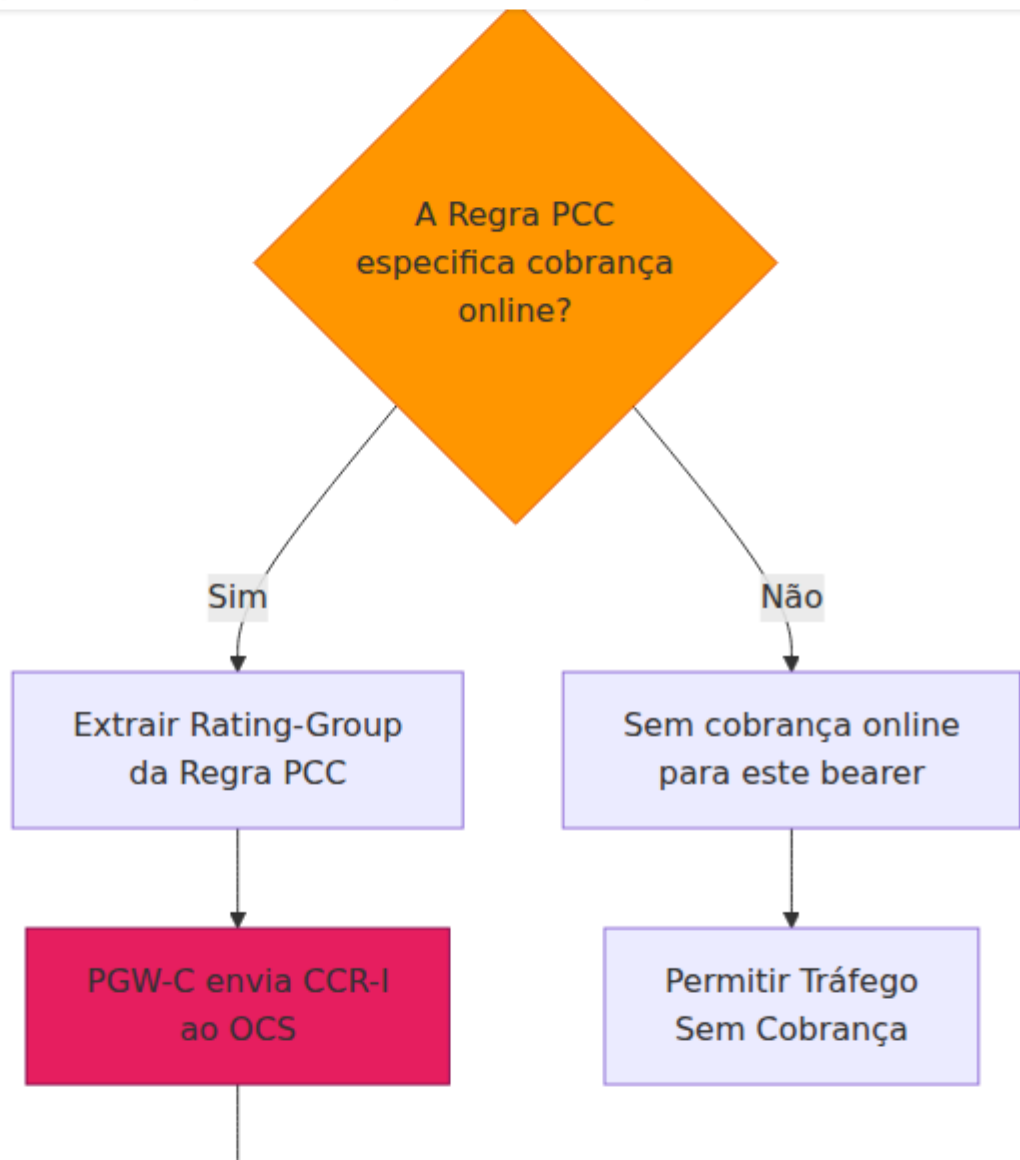 A Regra PCC
especifica cobrança
online?
Sim
Não
Extrair Rating-Group
da Regra PCC
Sem cobrança online
para este bearer
PGW-C envia CCR-I
ao OCS
Permitir Tráfego
Sem Cobrança